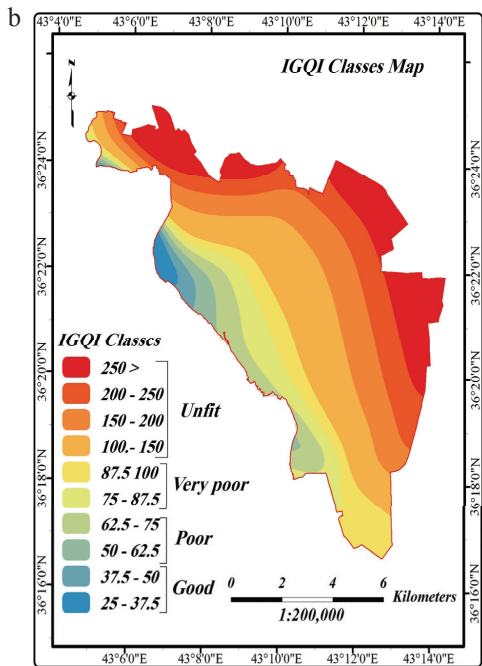 b
43°4'0" 43°6'0"E 43°8'0"E 43°10'0"E 43°12'0"E 43°14'0"E
N
IGQI Classes Map
36°24'0"N 36°24'0"N
36°22'0"N 36°22'0"N
36°20'0"N 36°20'0"N
36°18'0"N 36°18'0"N
36°16'0"N 36°16'0"N
IGQI Classcs
250 >
200 - 250
150 - 200
100.- 150
Unfit
87.5 100
75 - 87.5
Very poor
62.5 - 75
50 - 62.5
Poor
37.5 - 50
25 - 37.5
Good
0 2 4 6
Kilometers
1:200,000
43°4'0"E 43°6'0"E 43°8'0"E 43°10'0"E 43°12'0"E 43°14'0"E